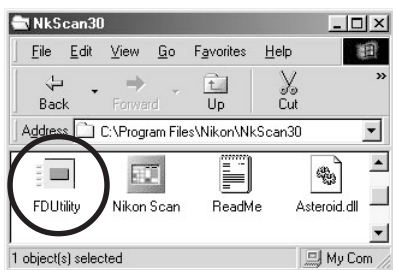 NkScan30
File Edit View Go Favorites Help
Back Forward Up Cut »
Address C:\Program Files\Nikon\NkScan30
FDUtility Nikon Scan ReadMe Asteroid.dll
1 object(s) selected My Com